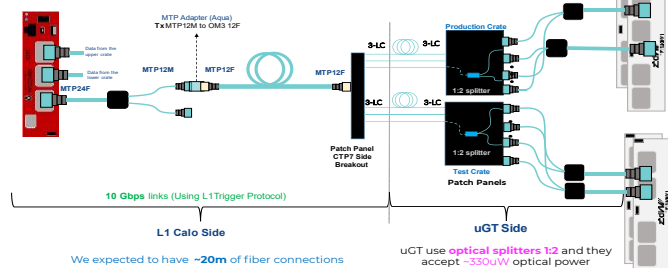 MTP Adapter (Aqua)
Tx MTP12M to OM3 12F
Production Crate
Data from the
upper crate
Data from the
lower crate
MTP24F
MTP12M
MTP12F
MTP12F
3-LC
3-LC
1:2 splitter
3-LC
3-LC
1:2 splitter
Test Crate
Patch Panel
CTP7 Side
Breakout
Patch Panels
10 Gbps links (Using L1Trigger Protocol)
L1 Calo Side
uGT Side
We expected to have ~20m of fiber connections
uGT use optical splitters 1:2 and they
accept ~330uW optical power